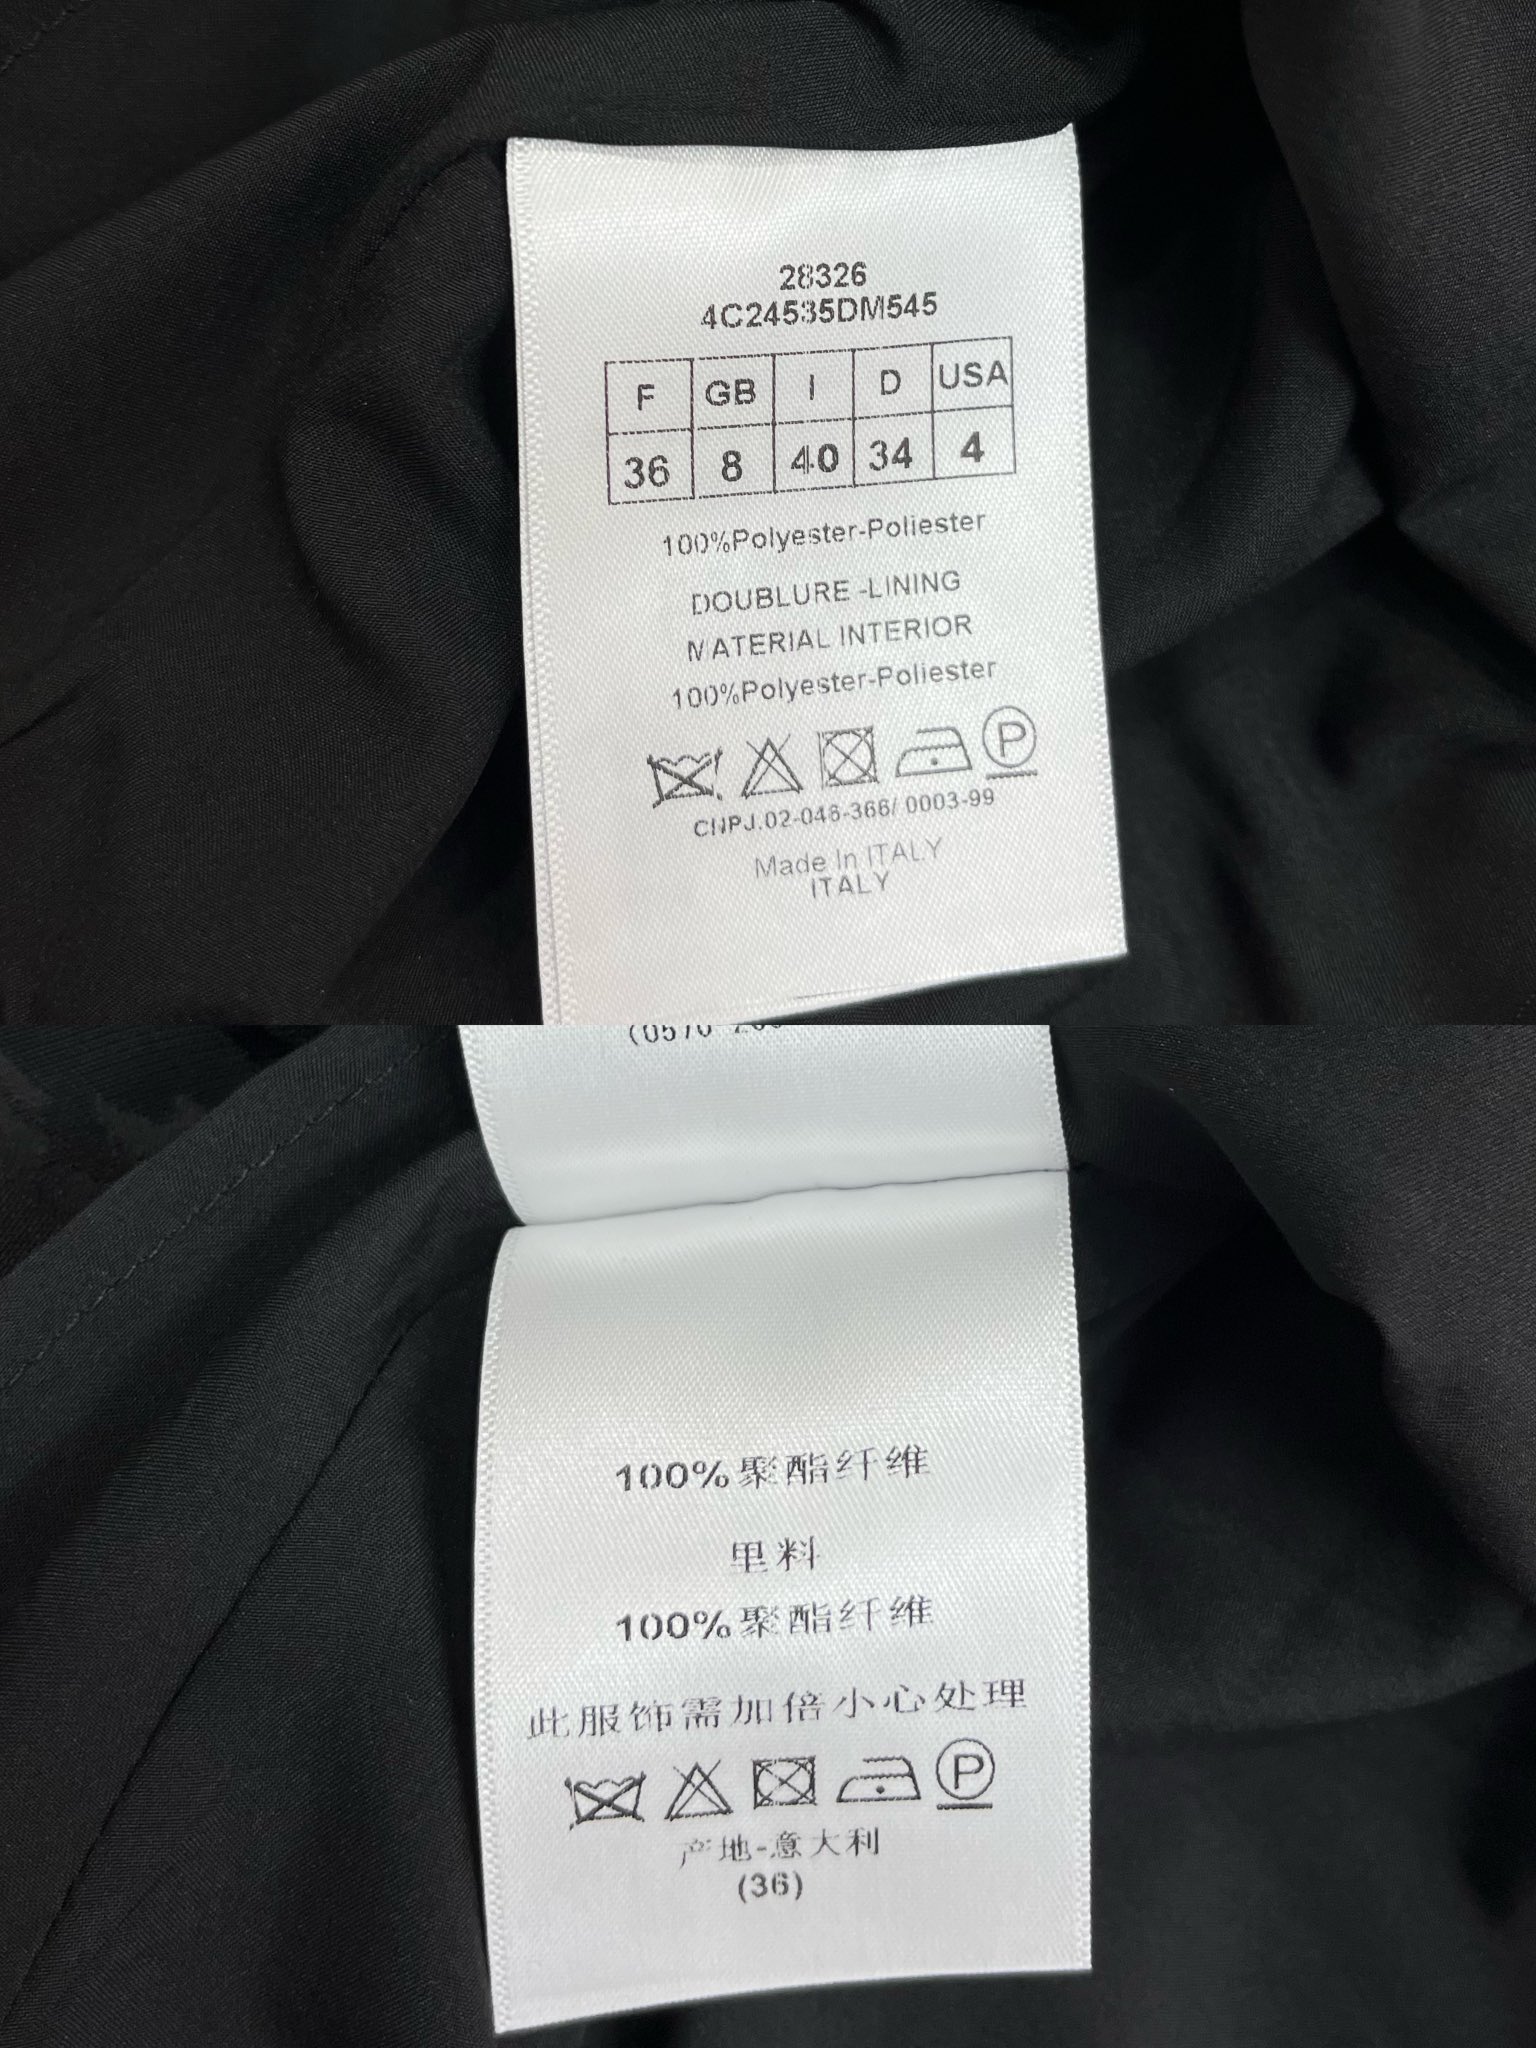 28326
4C24535DM545
F GB I D USA
36 8 40 34 4
100%Polyester-Poliester
DOUBLURE -LINING
MATERIAL INTERIOR
100%Polyester-Poliester
P
CNPJ.02-046-366/ 0003-99
Made In ITALY
ITALY
(0570
100%聚酯纤维
里料
100%聚酯纤维
此服饰需加倍小心处理
P
产地-意大利
(36)